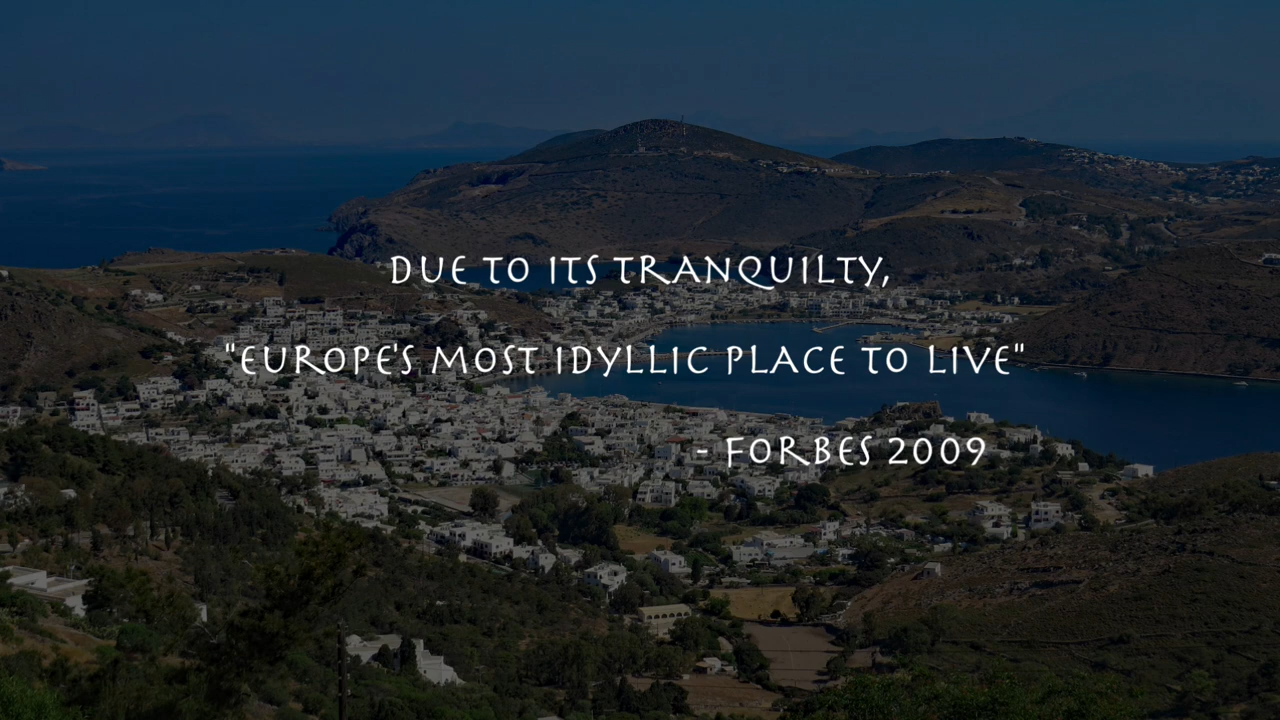 DUE TO ITS TRANQUILTY,
"EUROPE'S MOST IDYLLIC PLACE TO LIVE"
- FORBES 2009